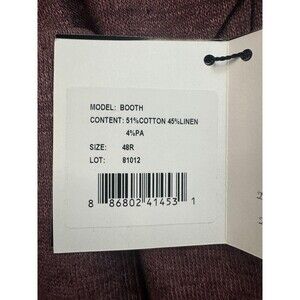 MODEL: BOOTH
CONTENT: 51%COTTON 45%LINEN
4%PA
SIZE: 48R
LOT: 81012
8 86802 41453 1